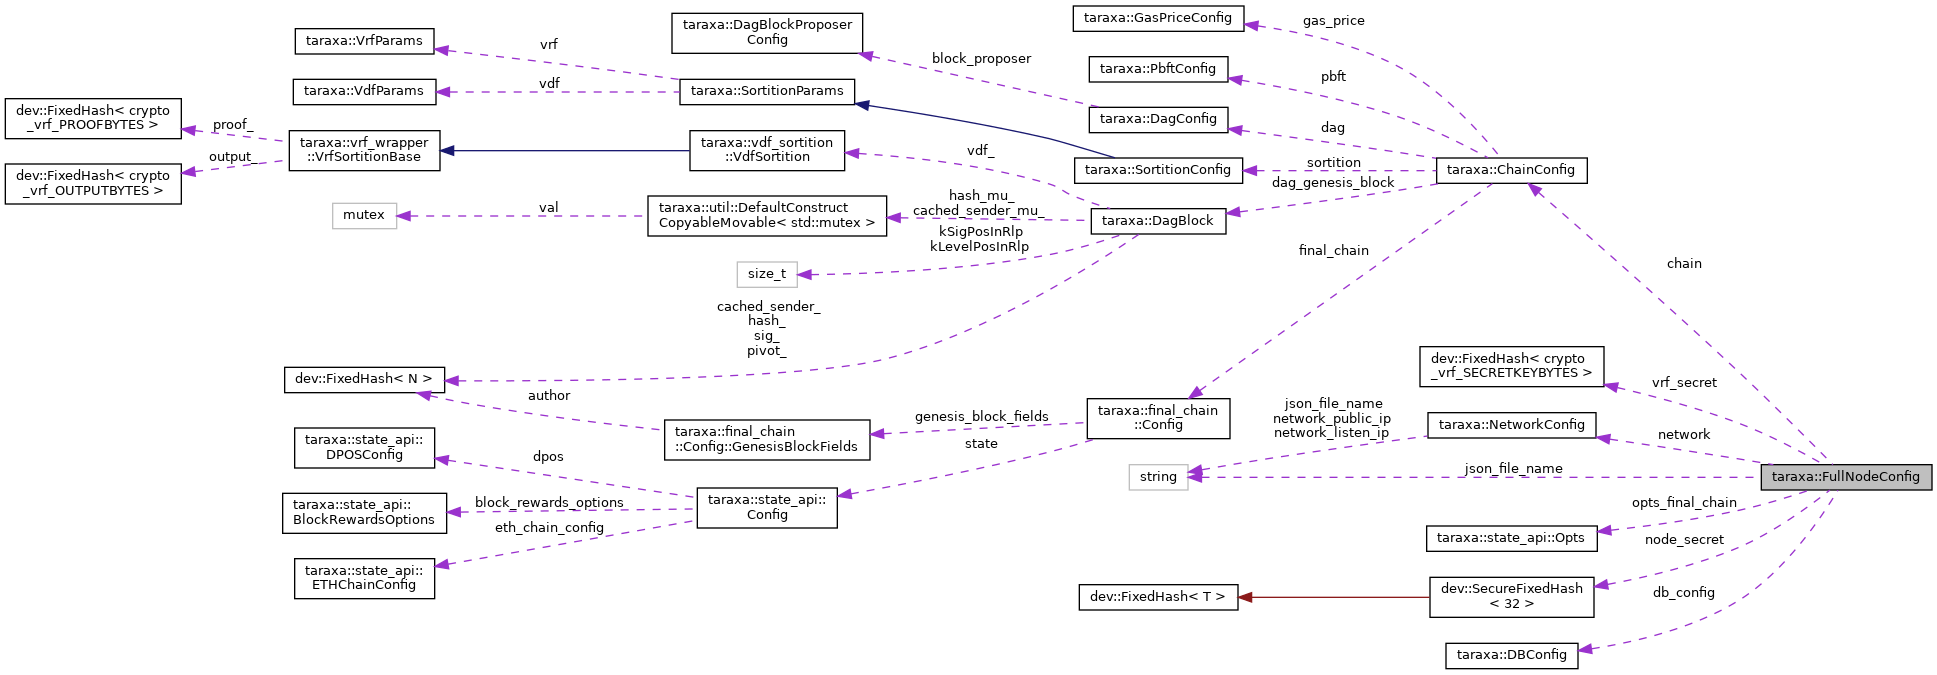 taraxa::GasPriceConfig
gas_price
taraxa::DagBlockProposer
Config
taraxa::VrfParams
vrf
block_proposer
taraxa::PbftConfig
pbft
taraxa::VdfParams
vdf
taraxa::SortitionParams
dev::FixedHash< crypto
_vrf_PROOFBYTES >
proof_
taraxa::DagConfig
dag
taraxa::vrf_wrapper
::VrfSortitionBase
taraxa::vdf_sortition
::VdfSortition
vdf_
taraxa::SortitionConfig
sortition
taraxa::ChainConfig
output_
dev::FixedHash< crypto
_vrf_OUTPUTBYTES >
dag_genesis_block
mutex
val
taraxa::util::DefaultConstruct
CopyableMovable< std::mutex >
hash_mu_
cached_sender_mu_
taraxa::DagBlock
kSigPosInRlp
kLevelPosInRlp
size_t
final_chain
chain
cached_sender_
hash_
sig_
pivot_
dev::FixedHash< N >
author
dev::FixedHash< crypto
_vrf_SECRETKEYBYTES >
vrf_secret
taraxa::final_chain
::Config::GenesisBlockFields
genesis_block_fields
taraxa::final_chain
::Config
json_file_name
network_public_ip
network_listen_ip
taraxa::NetworkConfig
network
taraxa::state_api::
DPOSConfig
dpos
state
string
json_file_name
taraxa::FullNodeConfig
taraxa::state_api::
BlockRewardsOptions
block_rewards_options
taraxa::state_api::
Config
opts_final_chain
taraxa::state_api::Opts
eth_chain_config
taraxa::state_api::
ETHChainConfig
node_secret
dev::FixedHash< T >
dev::SecureFixedHash
< 32 >
db_config
taraxa::DBConfig